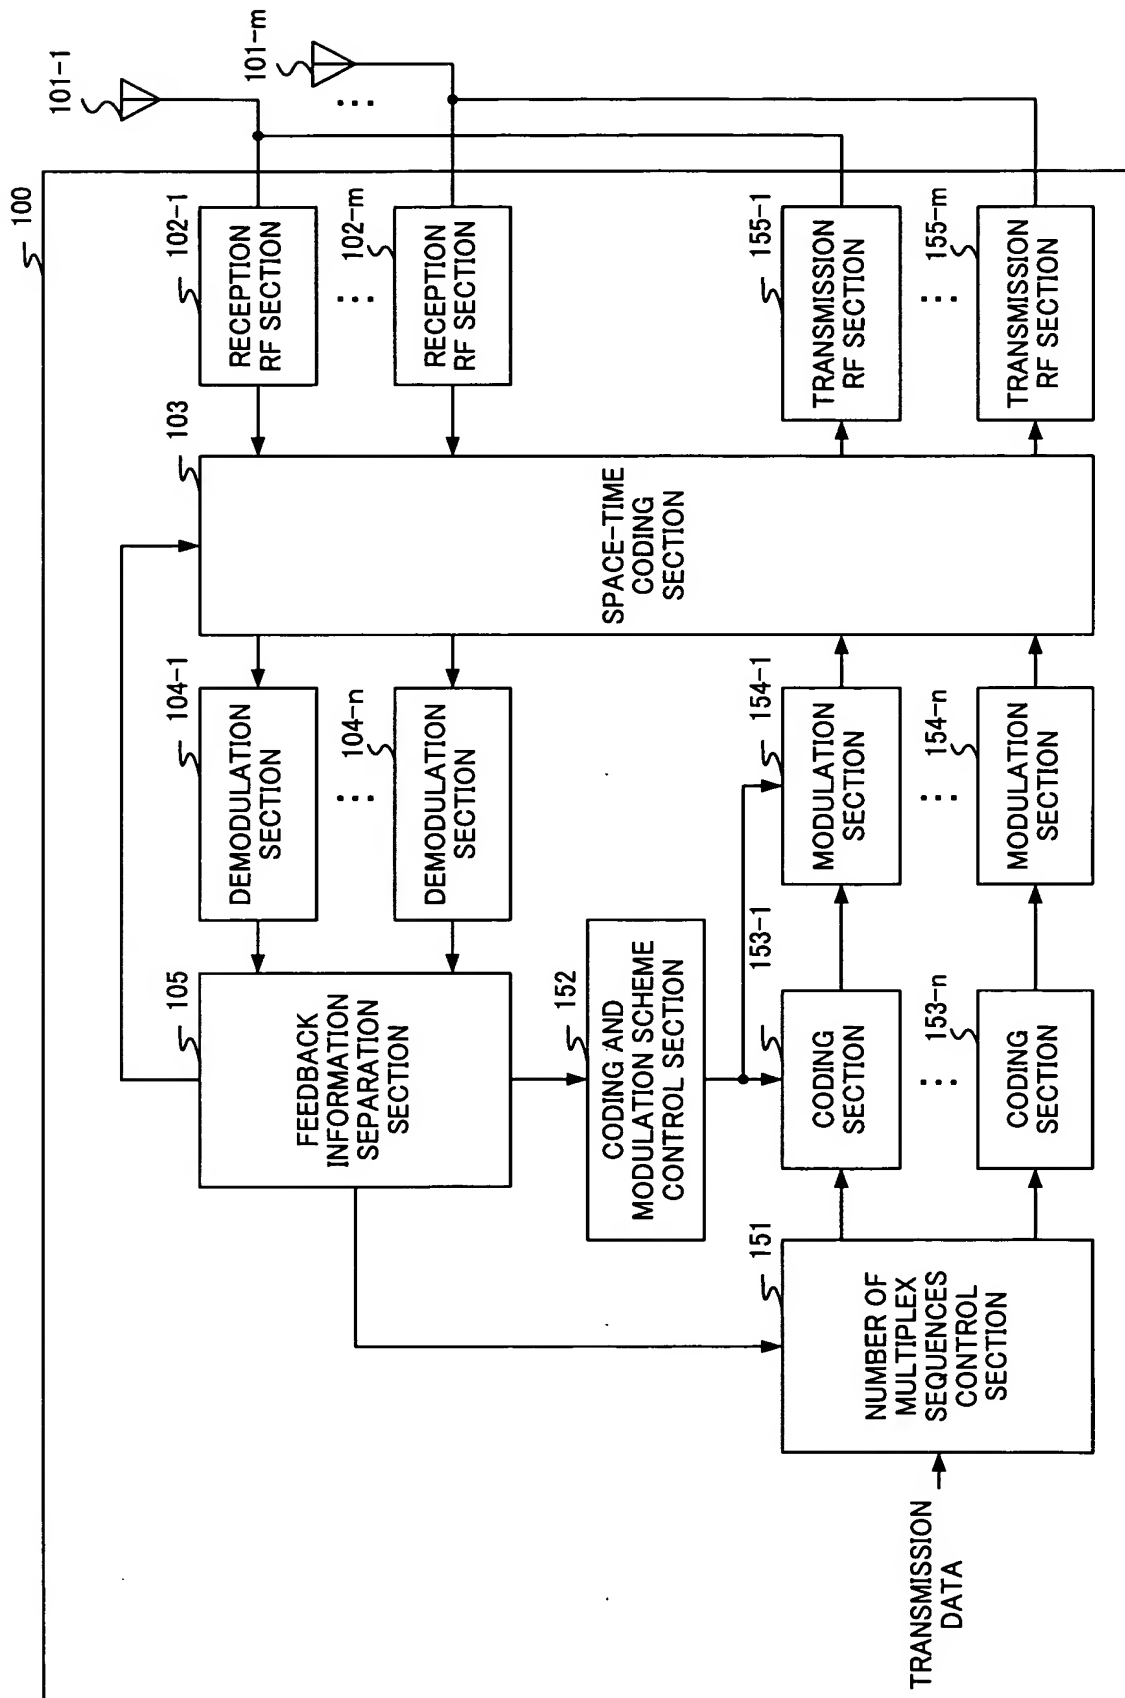 100
101-1
101-m
...
102-1
RECEPTION
RF SECTION
...
102-m
RECEPTION
RF SECTION
103
SPACE-TIME
CODING
SECTION
104-1
DEMODULATION
SECTION
...
104-n
DEMODULATION
SECTION
105
FEEDBACK
INFORMATION
SEPARATION
SECTION
152
CODING AND
MODULATION SCHEME
CONTROL SECTION
151
NUMBER OF
MULTIPLEX
SEQUENCES
CONTROL
SECTION
TRANSMISSION
DATA
153-1
CODING
SECTION
...
153-n
CODING
SECTION
154-1
MODULATION
SECTION
...
154-n
MODULATION
SECTION
155-1
TRANSMISSION
RF SECTION
...
155-m
TRANSMISSION
RF SECTION